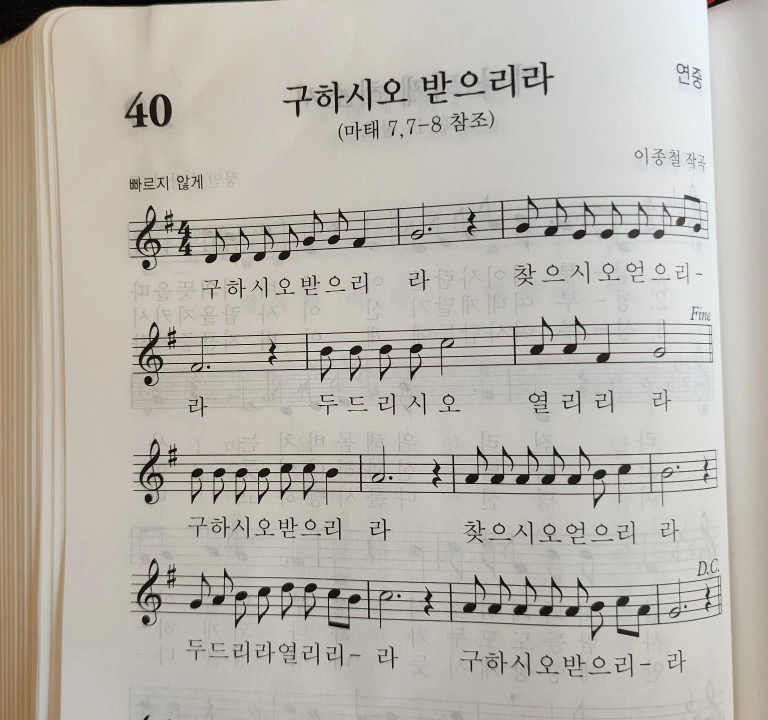 40
구하시오 받으리라
연중
(마태 7,7-8 참조)
이종철 작곡
빠르지 않게
구하시오받으리 라 찾으시오얻으리-
Fine
라 두드리시오 열리리 라
구하시오받으리 라 찾으시오얻으리 라
D.C.
두드리라열리리- 라 구하시오받으리- 라